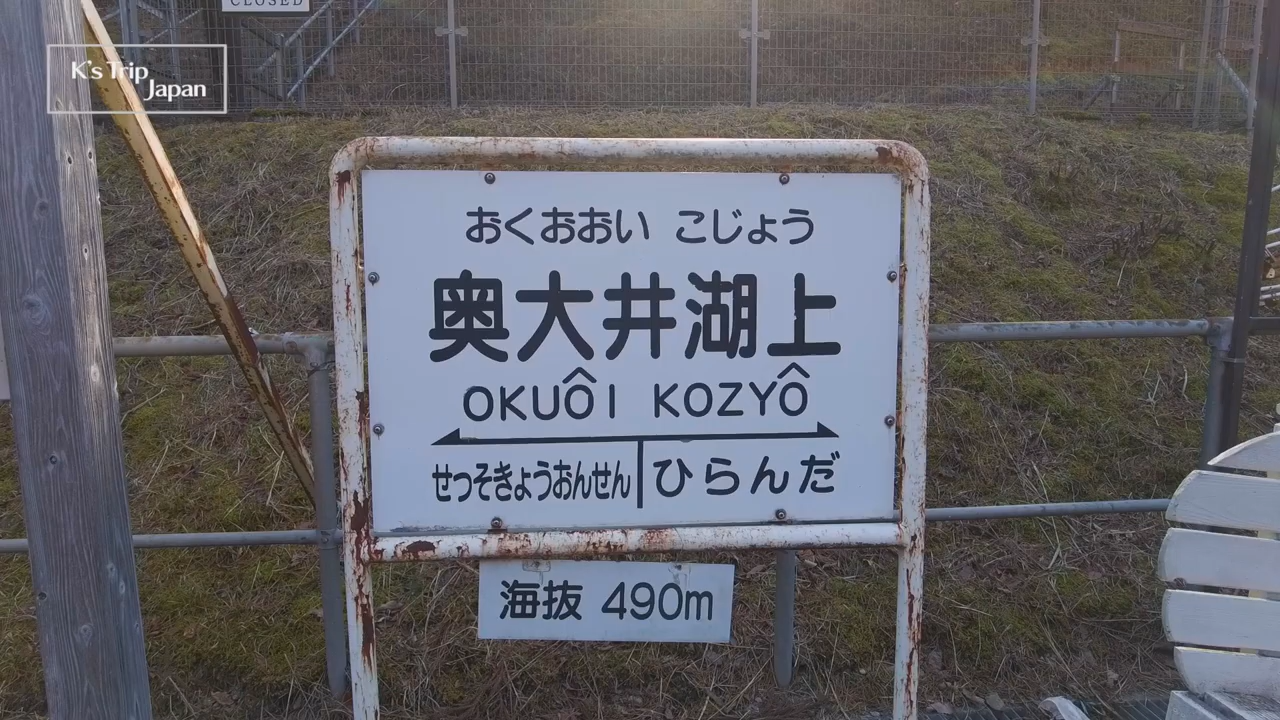 CLOSED
K's Trip
Japan
おくおおい こじょう
奥大井湖上
OKUÔI KOZYÔ
せっそきょうおんせん ひらんだ
海抜 490m